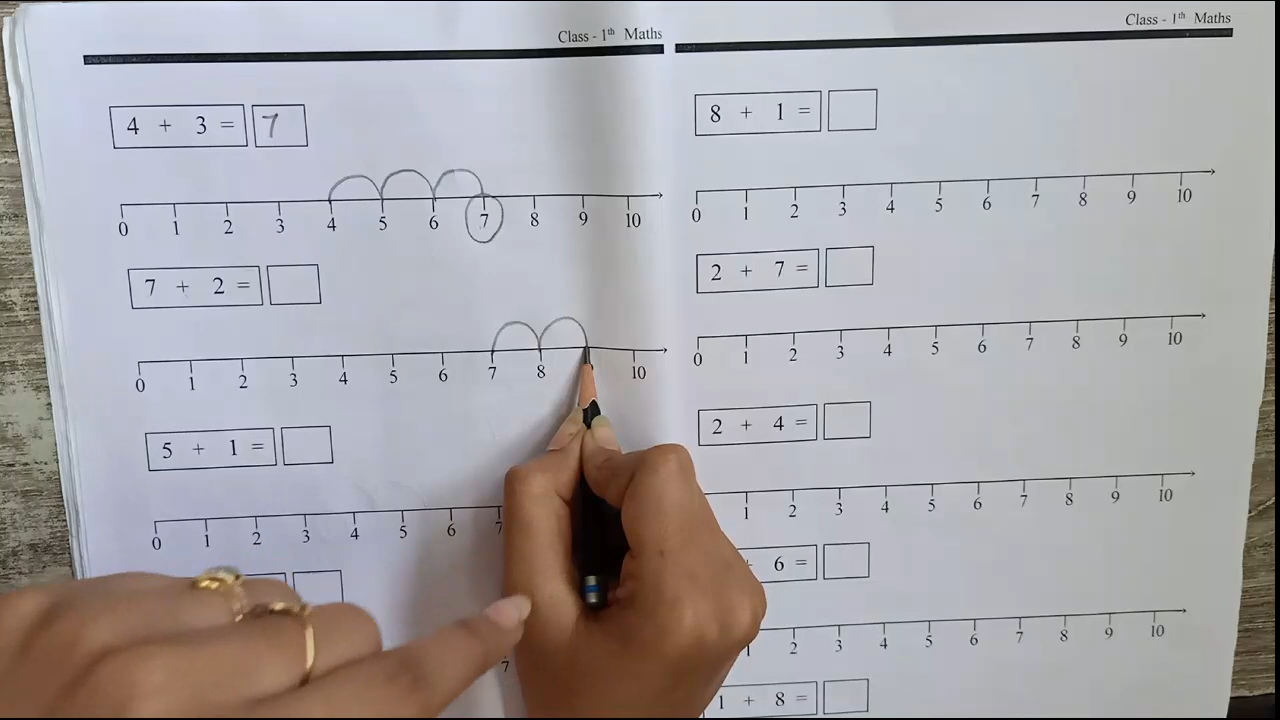 Class - 1th Maths
4 + 3 = 7
0 1 2 3 4 5 6 7 8 9 10
7 + 2 =
0 1 2 3 4 5 6 7 8 10
5 + 1 =
0 1 2 3 4 5 6 7
7
Class - 1th Maths
8 + 1 =
0 1 2 3 4 5 6 7 8 9 10
2 + 7 =
0 1 2 3 4 5 6 7 8 9 10
2 + 4 =
1 2 3 4 5 6 7 8 9 10
+ 6 =
1 2 3 4 5 6 7 8 9 10
1 + 8 =